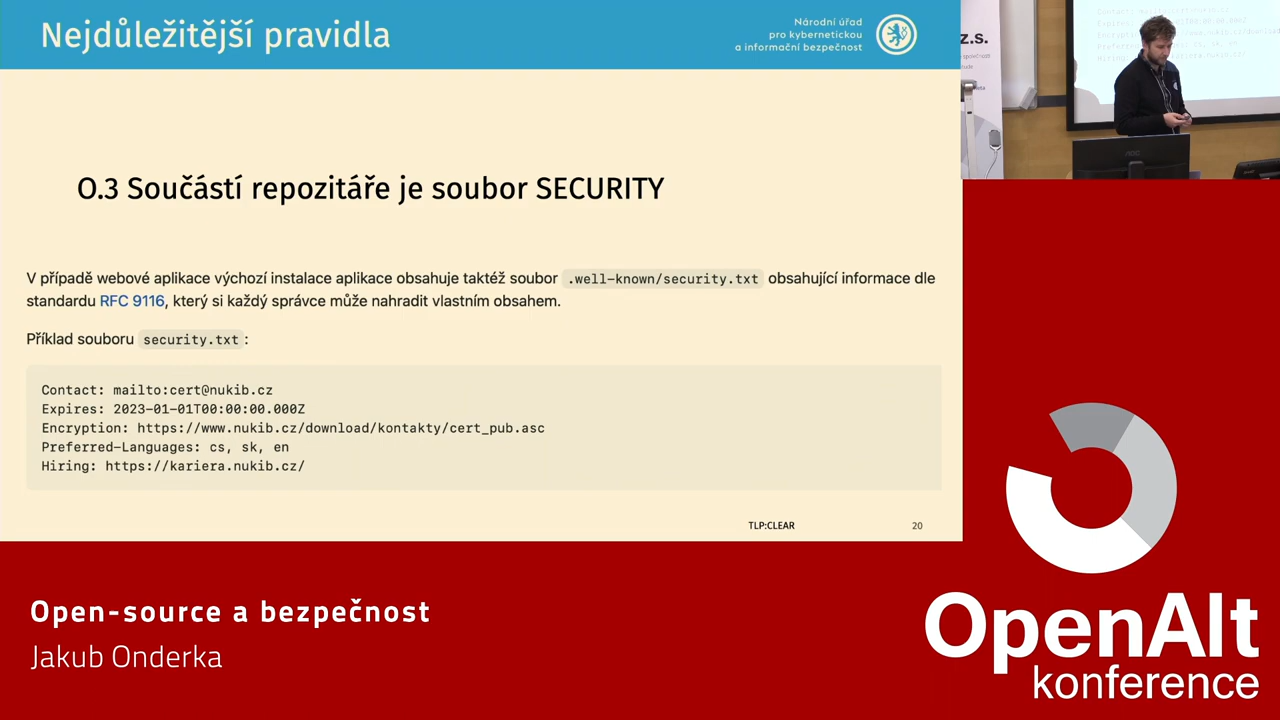 Nejdůležitější pravidla
Národní úřad
pro kybernetickou
a informační bezpečnost
O.3 Součástí repozitáře je soubor SECURITY
V případě webové aplikace výchozí instalace aplikace obsahuje taktéž soubor .well-known/security.txt obsahující informace dle
standardu RFC 9116, který si každý správce může nahradit vlastním obsahem.
Příklad souboru security.txt:
Contact: mailto:cert@nukib.cz
Expires: 2023-01-01T00:00:00.000Z
Encryption: https://www.nukib.cz/download/kontakty/cert_pub.asc
Preferred-Languages: cs, sk, en
Hiring: https://kariera.nukib.cz/
TLP:CLEAR
20
z.s.
Open-source a bezpečnost
Jakub Onderka
OpenAlt
konference